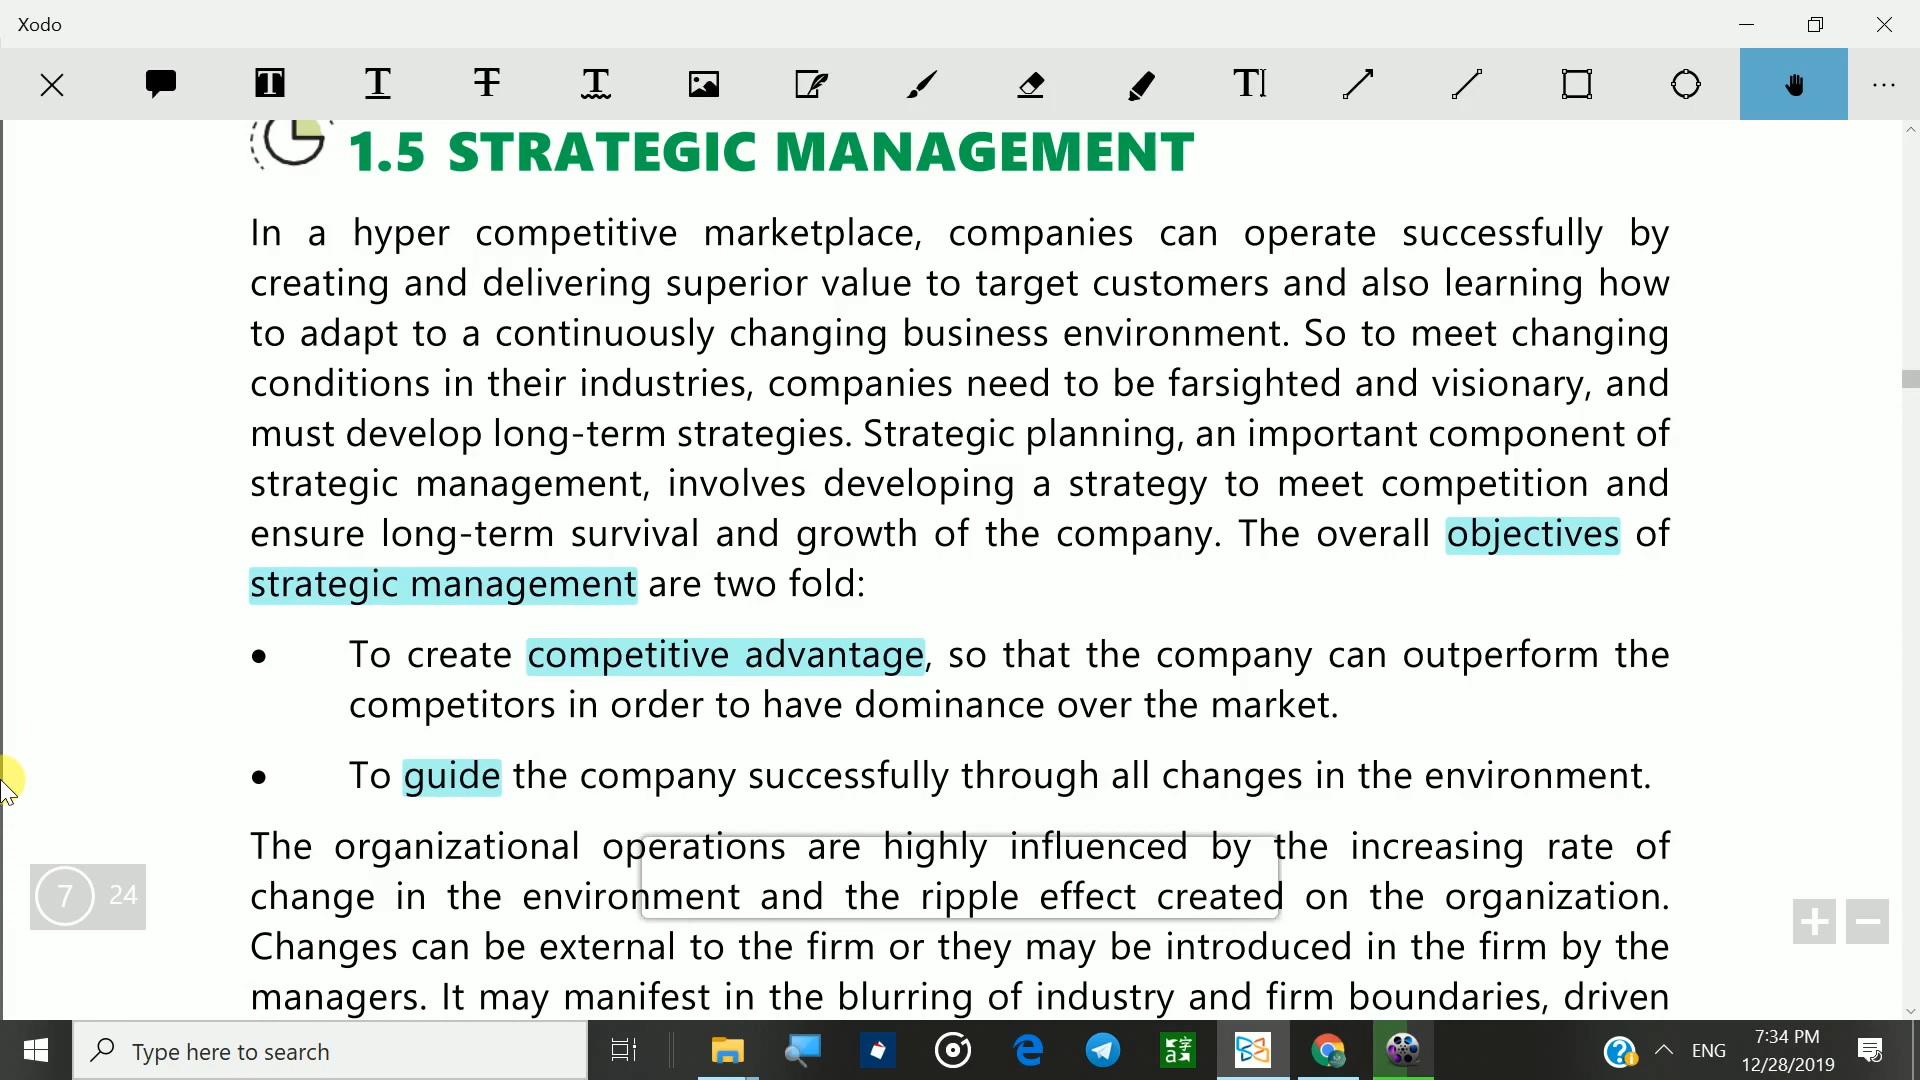 Xodo
1.5 STRATEGIC MANAGEMENT
In a hyper competitive marketplace, companies can operate successfully by
creating and delivering superior value to target customers and also learning how
to adapt to a continuously changing business environment. So to meet changing
conditions in their industries, companies need to be farsighted and visionary, and
must develop long-term strategies. Strategic planning, an important component of
strategic management, involves developing a strategy to meet competition and
ensure long-term survival and growth of the company. The overall objectives of
strategic management are two fold:
• To create competitive advantage, so that the company can outperform the
competitors in order to have dominance over the market.
• To guide the company successfully through all changes in the environment.
The organizational operations are highly influenced by the increasing rate of
change in the environment and the ripple effect created on the organization.
Changes can be external to the firm or they may be introduced in the firm by the
managers. It may manifest in the blurring of industry and firm boundaries, driven
7 24
Type here to search
ENG
7:34 PM
12/28/2019